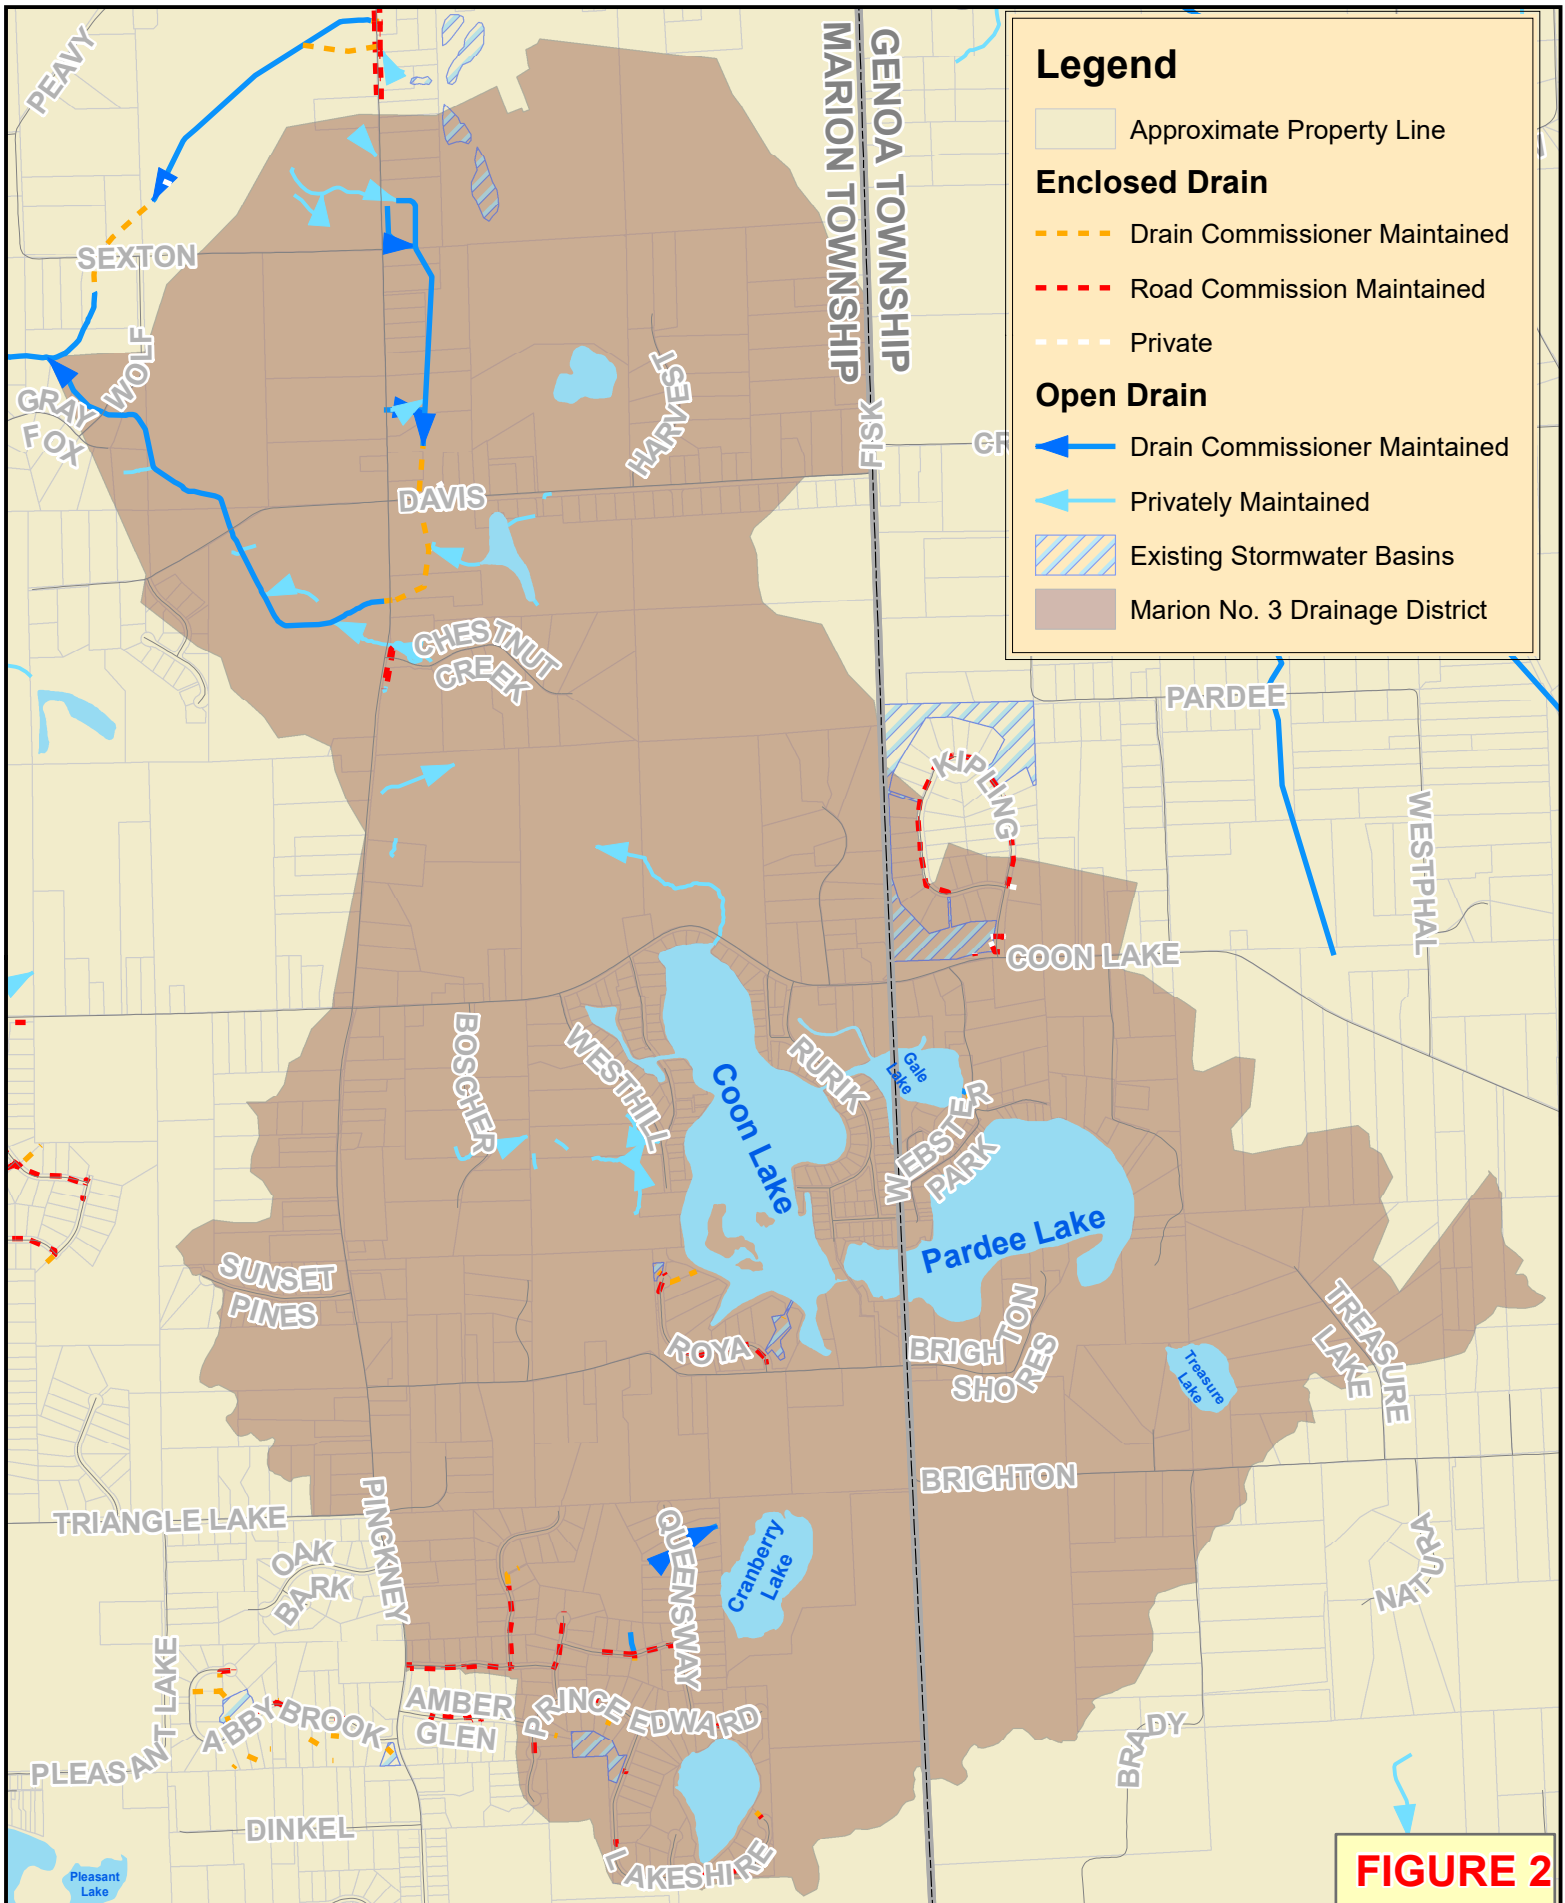 PEAVY
MARION TOWNSHIP
GENOA TOWNSHIP
Legend
Approximate Property Line
Enclosed Drain
Drain Commissioner Maintained
Road Commission Maintained
Private
Open Drain
Drain Commissioner Maintained
Privately Maintained
Existing Stormwater Basins
Marion No. 3 Drainage District
SEXTON
WOLF
GRAY
FOX
HARVEST
FISK
CR
DAVIS
CHESTNUT
CREEK
PARDEE
KIPLING
WESTPHAL
COON LAKE
BOSCHER
WESTHILL
RURIK
Coon Lake
Gale
Lake
WEBSTER
PARK
Pardee Lake
SUNSET
PINES
ROYA
BRIGHTON
SHORES
TREASURE
LAKE
Treasure
Lake
BRIGHTON
TRIANGLE LAKE
PINCKNEY
OAK
BARK
QUEENSWAY
Cranberry
Lake
NATURA
PLEASANT LAKE
ABBY BROOK
AMBER
GLEN
PRINCE EDWARD
BRADY
DINKEL
LAKESHIRE
Pleasant
Lake
FIGURE 2